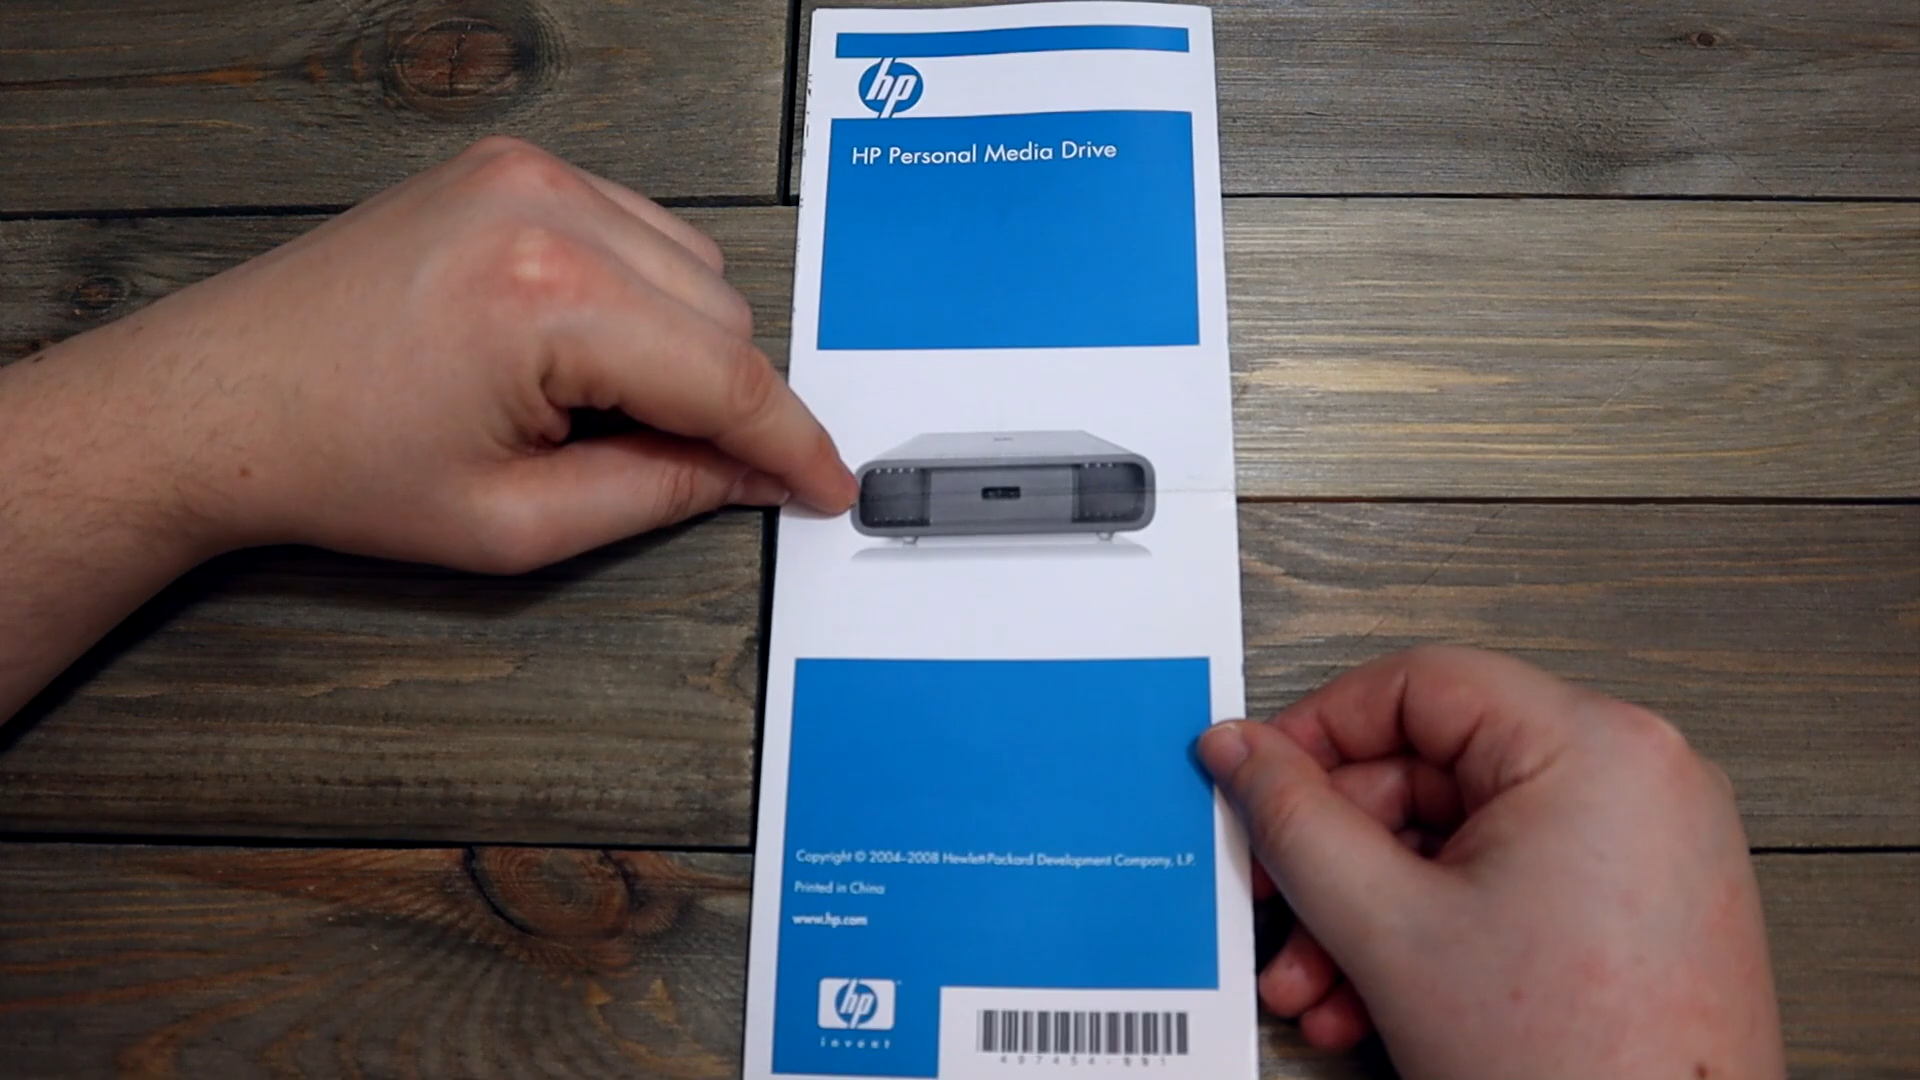 hp
HP Personal Media Drive
Copyright © 2004–2008 Hewlett-Packard Development Company, L.P.
Printed in China
www.hp.com
hp
invent